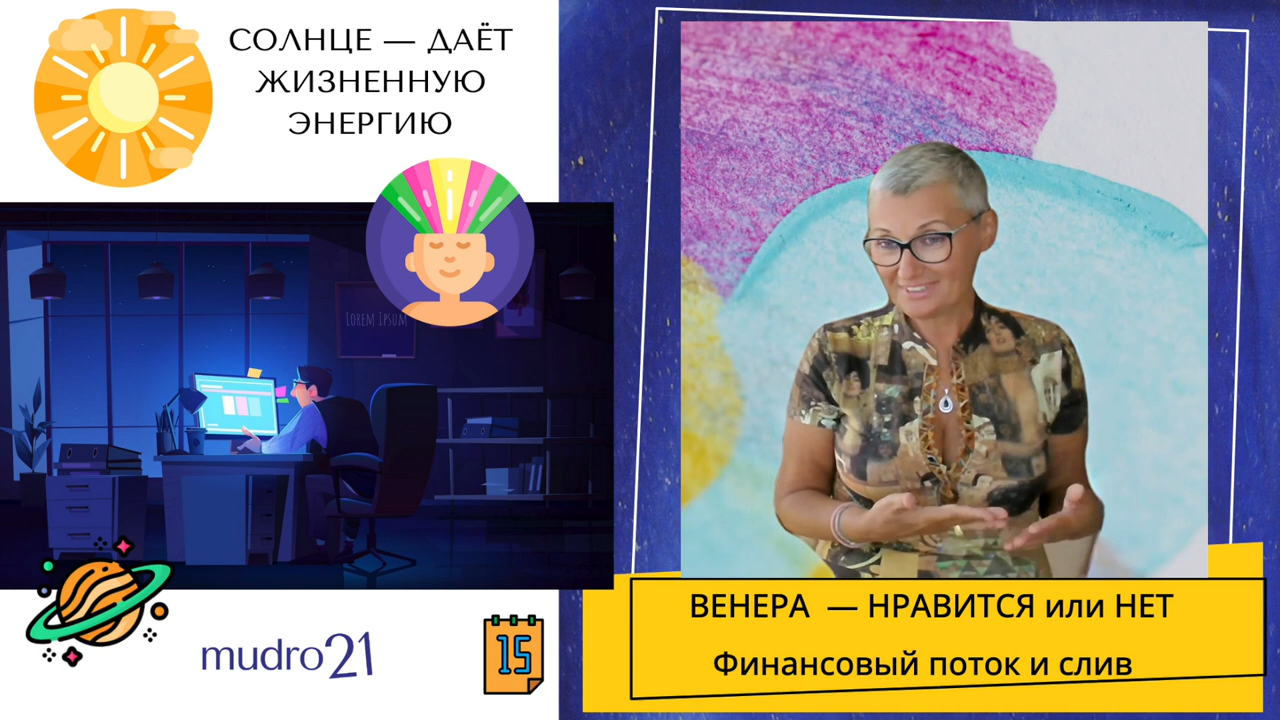 СОЛНЦЕ — ДАЁТ
ЖИЗНЕННУЮ
ЭНЕРГИЮ
Lorem Ipsum
mudro21
15
ВЕНЕРА — НРАВИТСЯ или НЕТ
Финансовый поток и слив